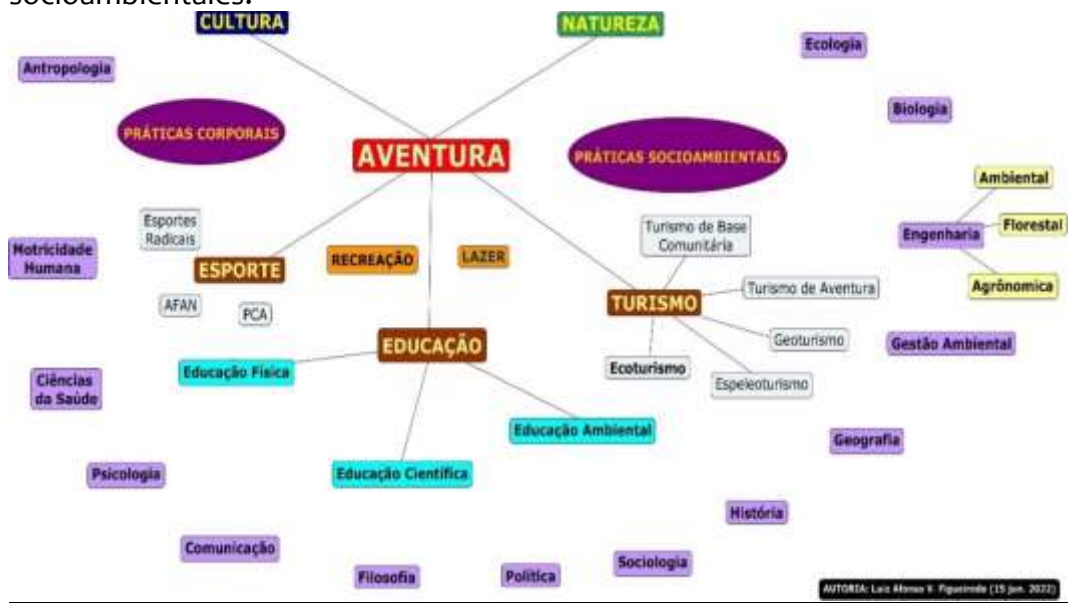 socioambientales.
CULTURA
NATUREZA
Ecologia
Antropologia
Biologia
PRÁTICAS CORPORAIS
AVENTURA
PRÁTICAS SOCIOAMBIENTAIS
Ambiental
Esportes
Radicais
Turismo de Base
Comunitária
Engenharia
Florestal
Motricidade
Humana
RECREAÇÃO
LAZER
ESPORTE
Agrônomica
TURISMO
Turismo de Aventura
AFAN
PCA
EDUCAÇÃO
Geoturismo
Gestão Ambiental
Educação Física
Ecoturismo
Ciências
da Saúde
Espeleoturismo
Educação Ambiental
Geografia
Psicologia
Educação Científica
História
Comunicação
Sociologia
Filosofia
Política
AUTORIA: Luiz Afonso V. Figueiredo (15 jun. 2022)